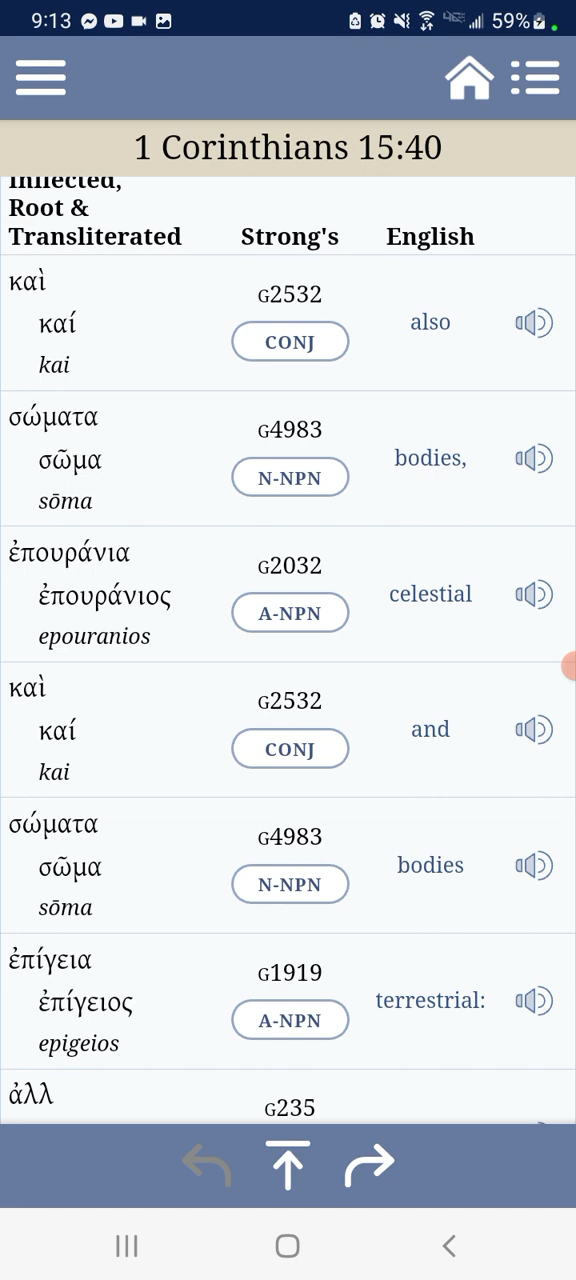 9:13
59%
1 Corinthians 15:40
Inflected,
Root &
Transliterated Strong's English
καὶ
G2532
καί also
CONJ
kai
σώματα
G4983
σῶμα bodies,
N-NPN
sōma
ἐπουράνια
G2032
ἐπουράνιος celestial
A-NPN
epouranios
καὶ
G2532
καί and
CONJ
kai
σώματα
G4983
σῶμα bodies
N-NPN
sōma
ἐπίγεια
G1919
ἐπίγειος terrestrial:
A-NPN
epigeios
ἀλλ
G235